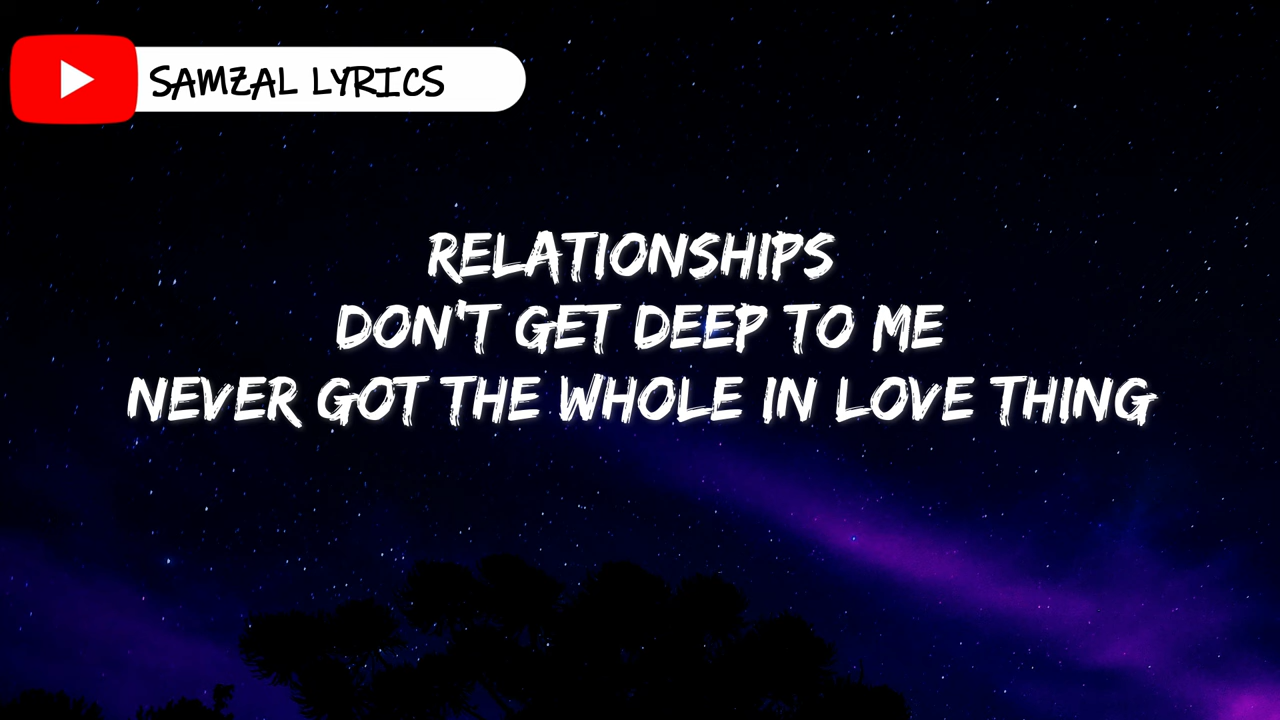 SAMZAL LYRICS
RELATIONSHIPS
DON'T GET DEEP TO ME
NEVER GOT THE WHOLE IN LOVE THING